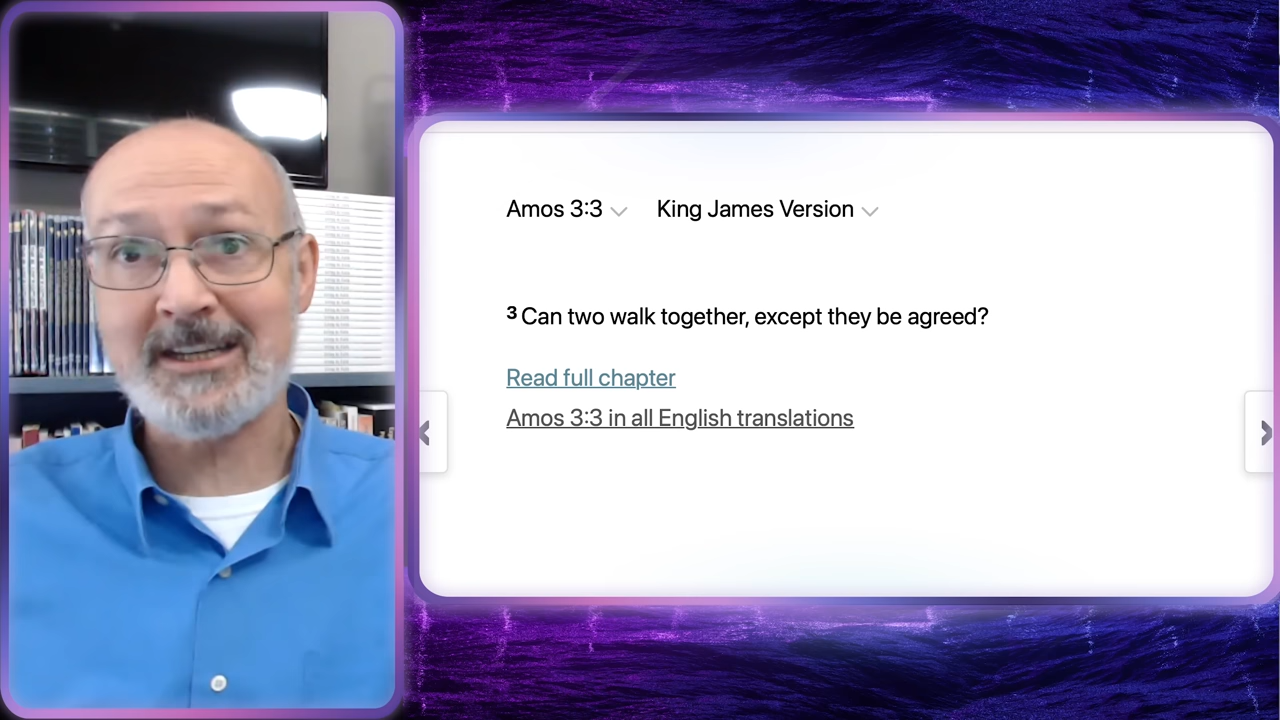 Amos 3:3 King James Version
3 Can two walk together, except they be agreed?
Read full chapter
Amos 3:3 in all English translations